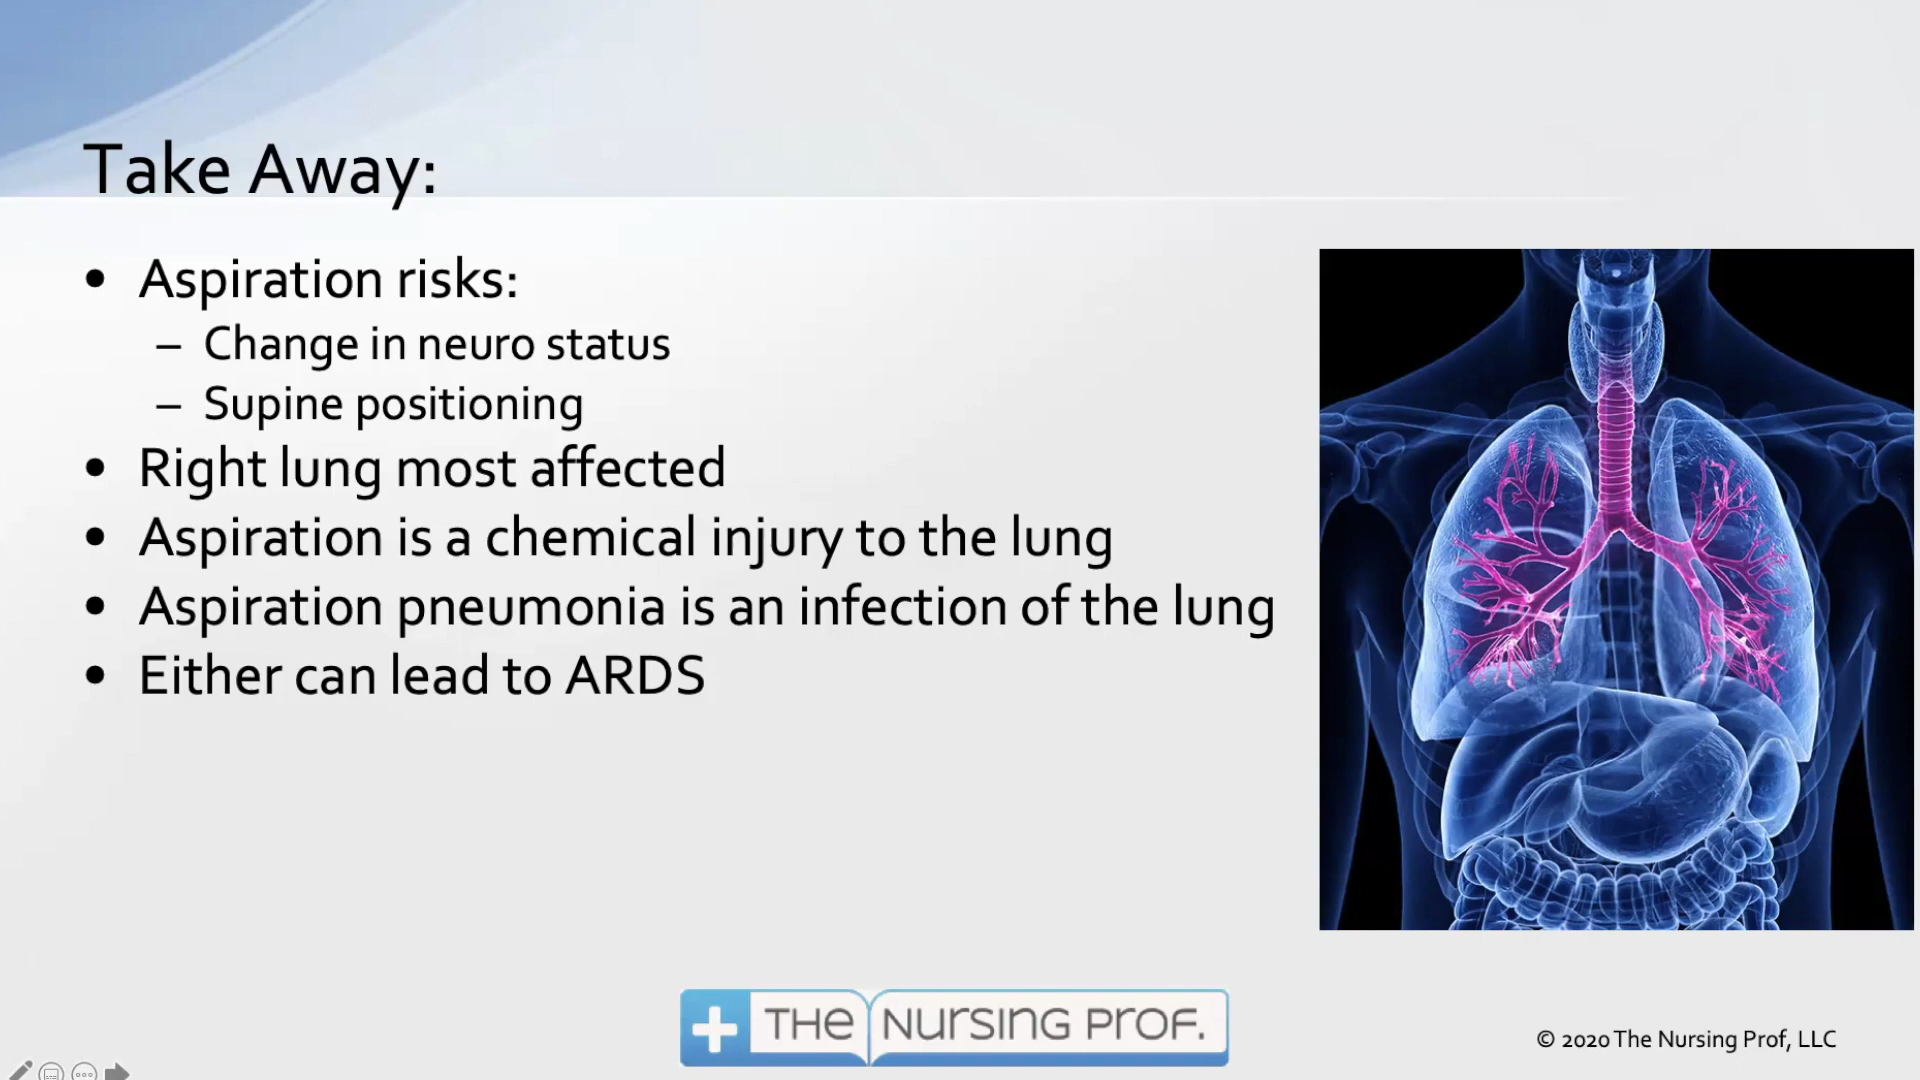 Take Away:
• Aspiration risks:
– Change in neuro status
– Supine positioning
• Right lung most affected
• Aspiration is a chemical injury to the lung
• Aspiration pneumonia is an infection of the lung
• Either can lead to ARDS
THE NURSING PROF.
© 2020 The Nursing Prof, LLC